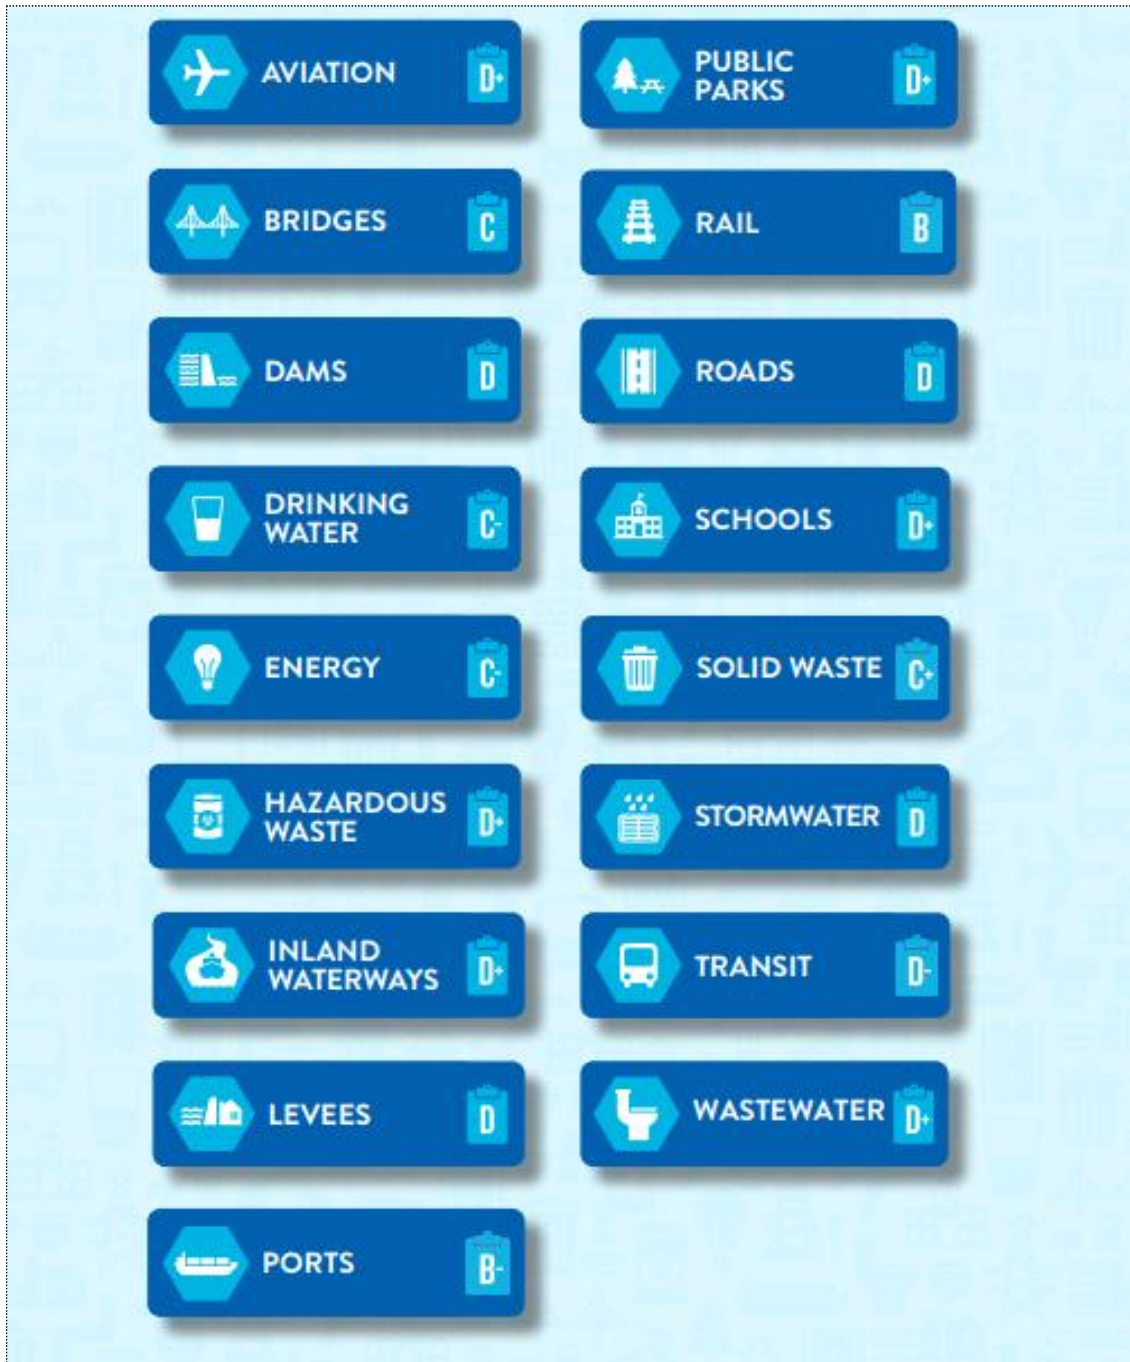 AVIATION
D+
BRIDGES
C
DAMS
D
DRINKING
WATER
C-
ENERGY
C-
HAZARDOUS
WASTE
D+
INLAND
WATERWAYS
D+
LEVEES
D
PORTS
B-
PUBLIC
PARKS
D+
RAIL
B
ROADS
D
SCHOOLS
D+
SOLID WASTE
C+
STORMWATER
D
TRANSIT
D-
WASTEWATER
D+